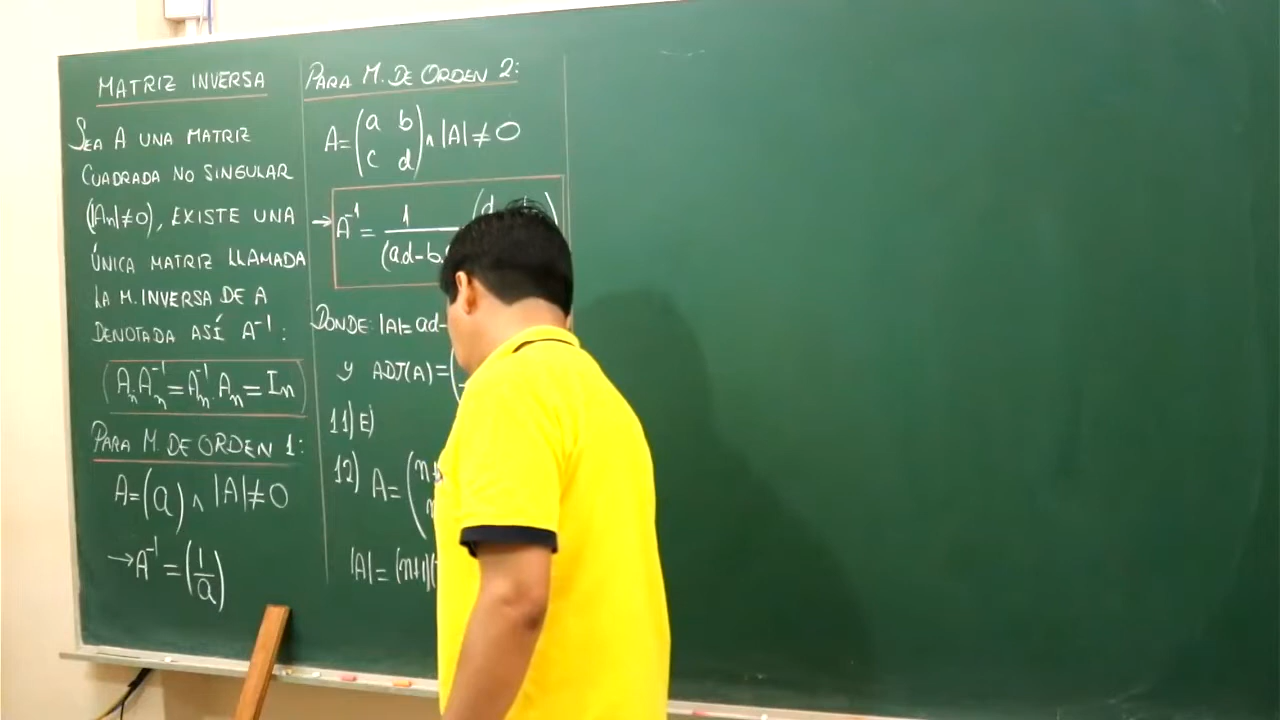 MATRIZ INVERSA
SEA A UNA MATRIZ
CUADRADA NO SINGULAR
(|An|≠0), EXISTE UNA
ÚNICA MATRIZ LLAMADA
LA M. INVERSA DE A
DENOTADA ASÍ A⁻¹:
(Aₙ Aₙ⁻¹ = Aₙ⁻¹. Aₙ = Iₙ)
PARA M. DE ORDEN 1:
A=(a) ∧ |A|≠0
→A⁻¹=(1/a)
PARA M. DE ORDEN 2:
A=(a b
c d) ∧ |A|≠0
→ A⁻¹ = 1/(ad-b (d
DONDE: |A|= ad-
y ADJ(A)=(
11) E)
12) A=(n+
|A|= (n+1)(